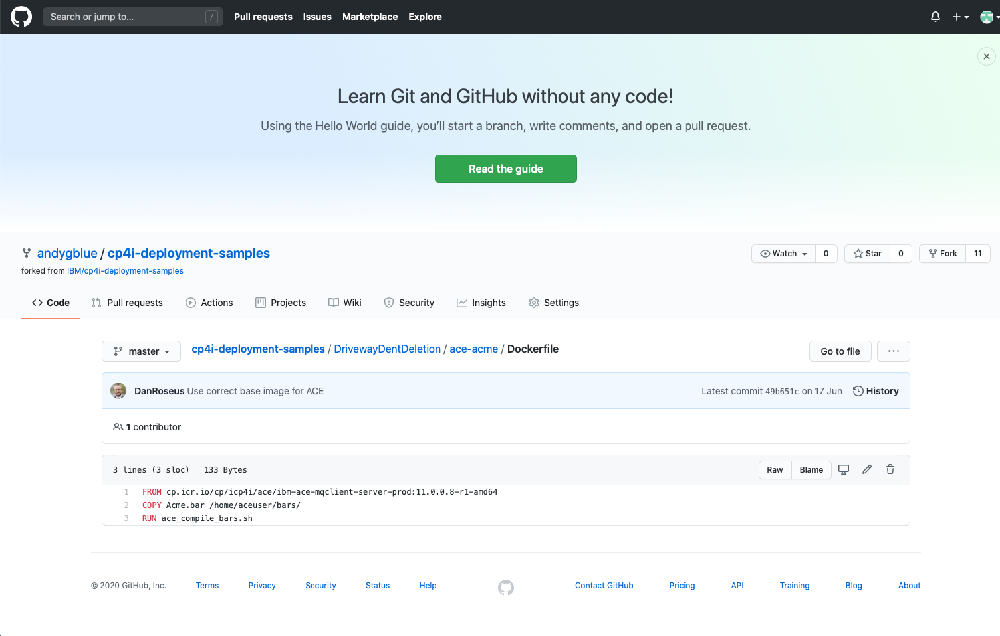 Search or jump to... /
Pull requests Issues Marketplace Explore
Learn Git and GitHub without any code!
Using the Hello World guide, you’ll start a branch, write comments, and open a pull request.
Read the guide
andygblue / cp4i-deployment-samples
Watch 0 Star 0 Fork 11
forked from IBM/cp4i-deployment-samples
Code Pull requests Actions Projects Wiki Security Insights Settings
master cp4i-deployment-samples / DrivewayDentDeletion / ace-acme / Dockerfile Go to file ...
DanRoseus Use correct base image for ACE Latest commit 49b651c on 17 Jun History
1 contributor
3 lines (3 sloc) 133 Bytes Raw Blame
1 FROM cp.icr.io/cp/icp4i/ace/ibm-ace-mqclient-server-prod:11.0.0.8-r1-amd64
2 COPY Acme.bar /home/aceuser/bars/
3 RUN ace_compile_bars.sh
© 2020 GitHub, Inc. Terms Privacy Security Status Help Contact GitHub Pricing API Training Blog About